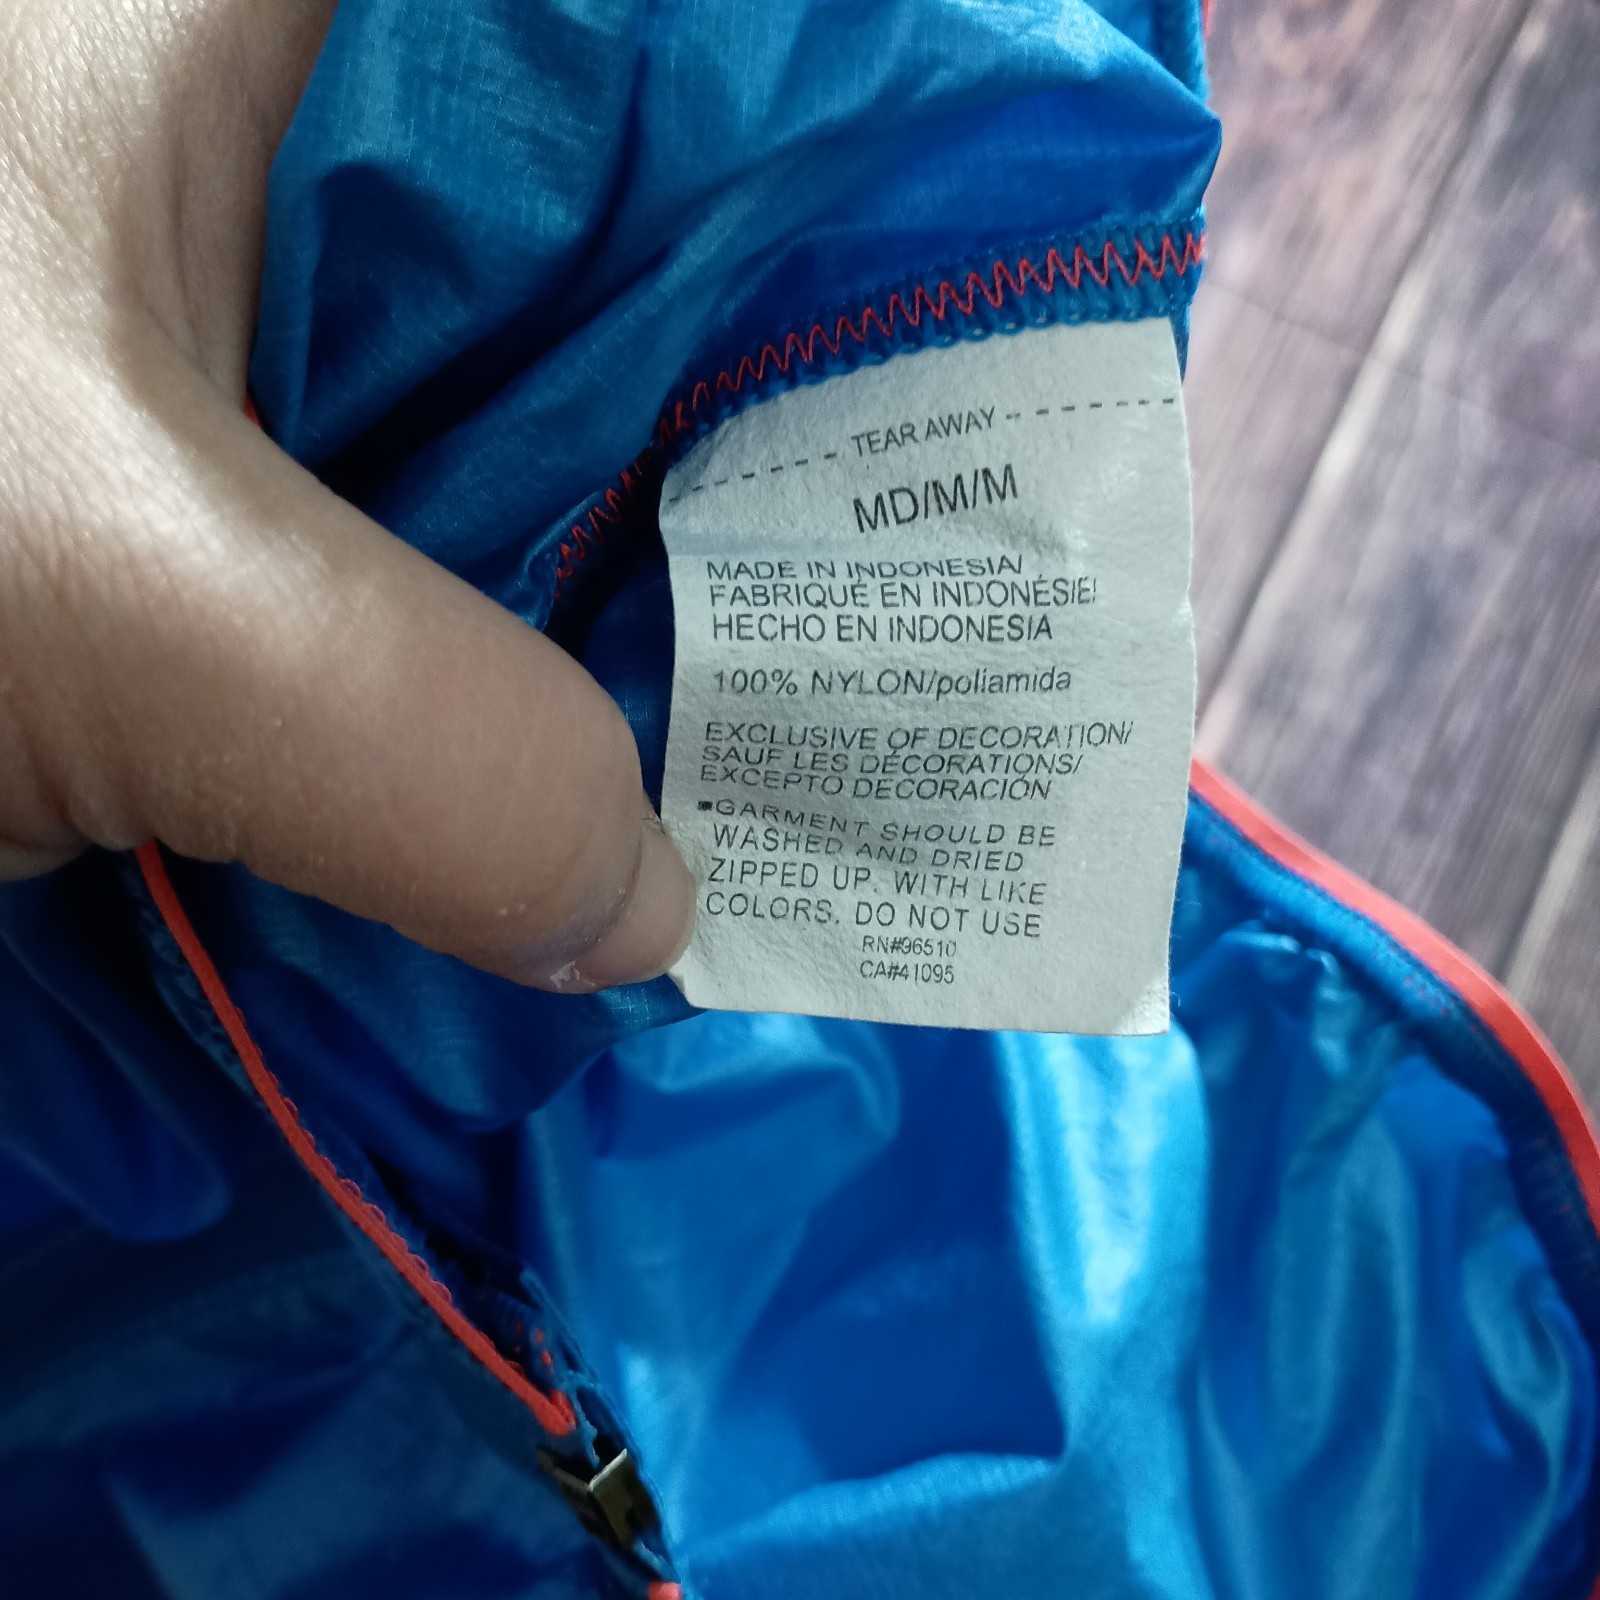 TEAR AWAY
MD/M/M
MADE IN INDONESIA/
FABRIQUÉ EN INDONÉSIE/
HECHO EN INDONESIA
100% NYLON/poliamida
EXCLUSIVE OF DECORATION/
SAUF LES DÉCORATIONS/
EXCEPTO DECORACIÓN
▪GARMENT SHOULD BE
WASHED AND DRIED
ZIPPED UP. WITH LIKE
COLORS. DO NOT USE
RN#96510
CA#41095